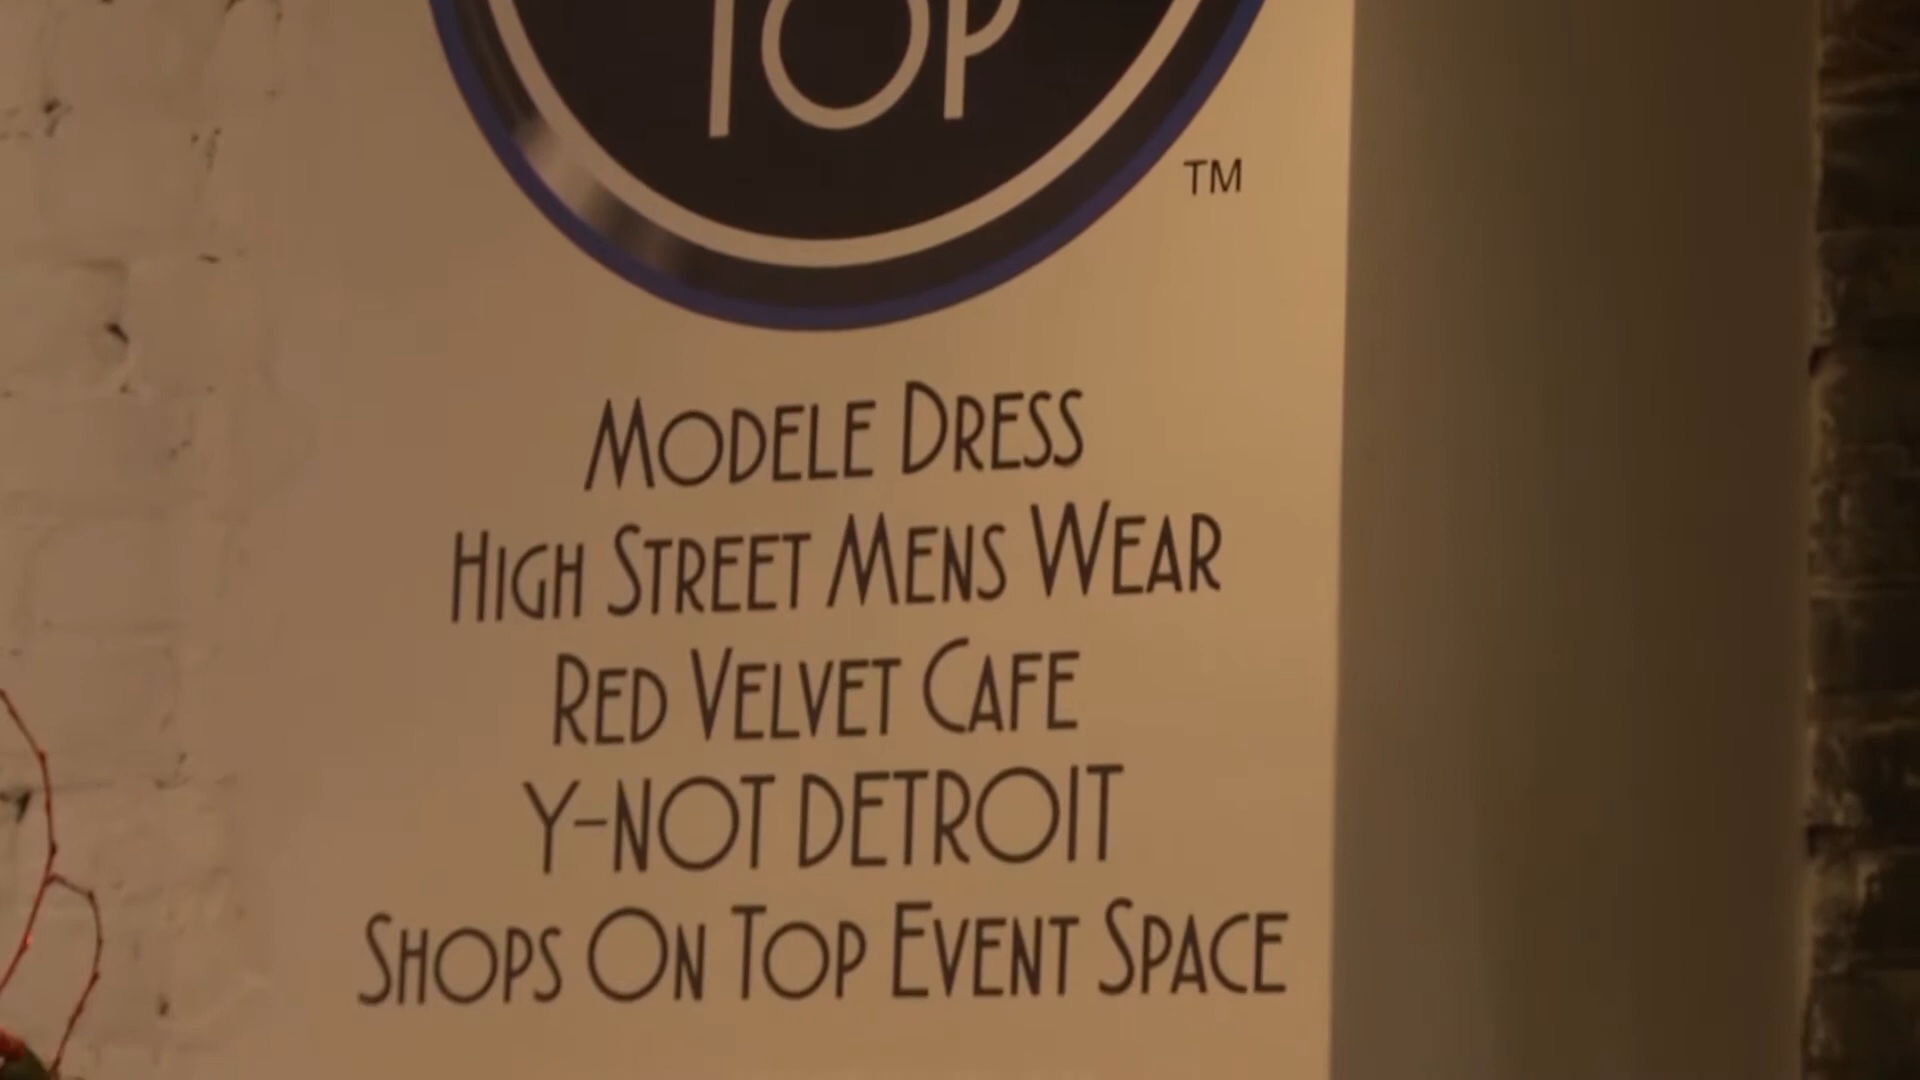 TOP
TM
MODELE DRESS
HIGH STREET MENS WEAR
RED VELVET CAFE
Y-NOT DETROIT
SHOPS ON TOP EVENT SPACE